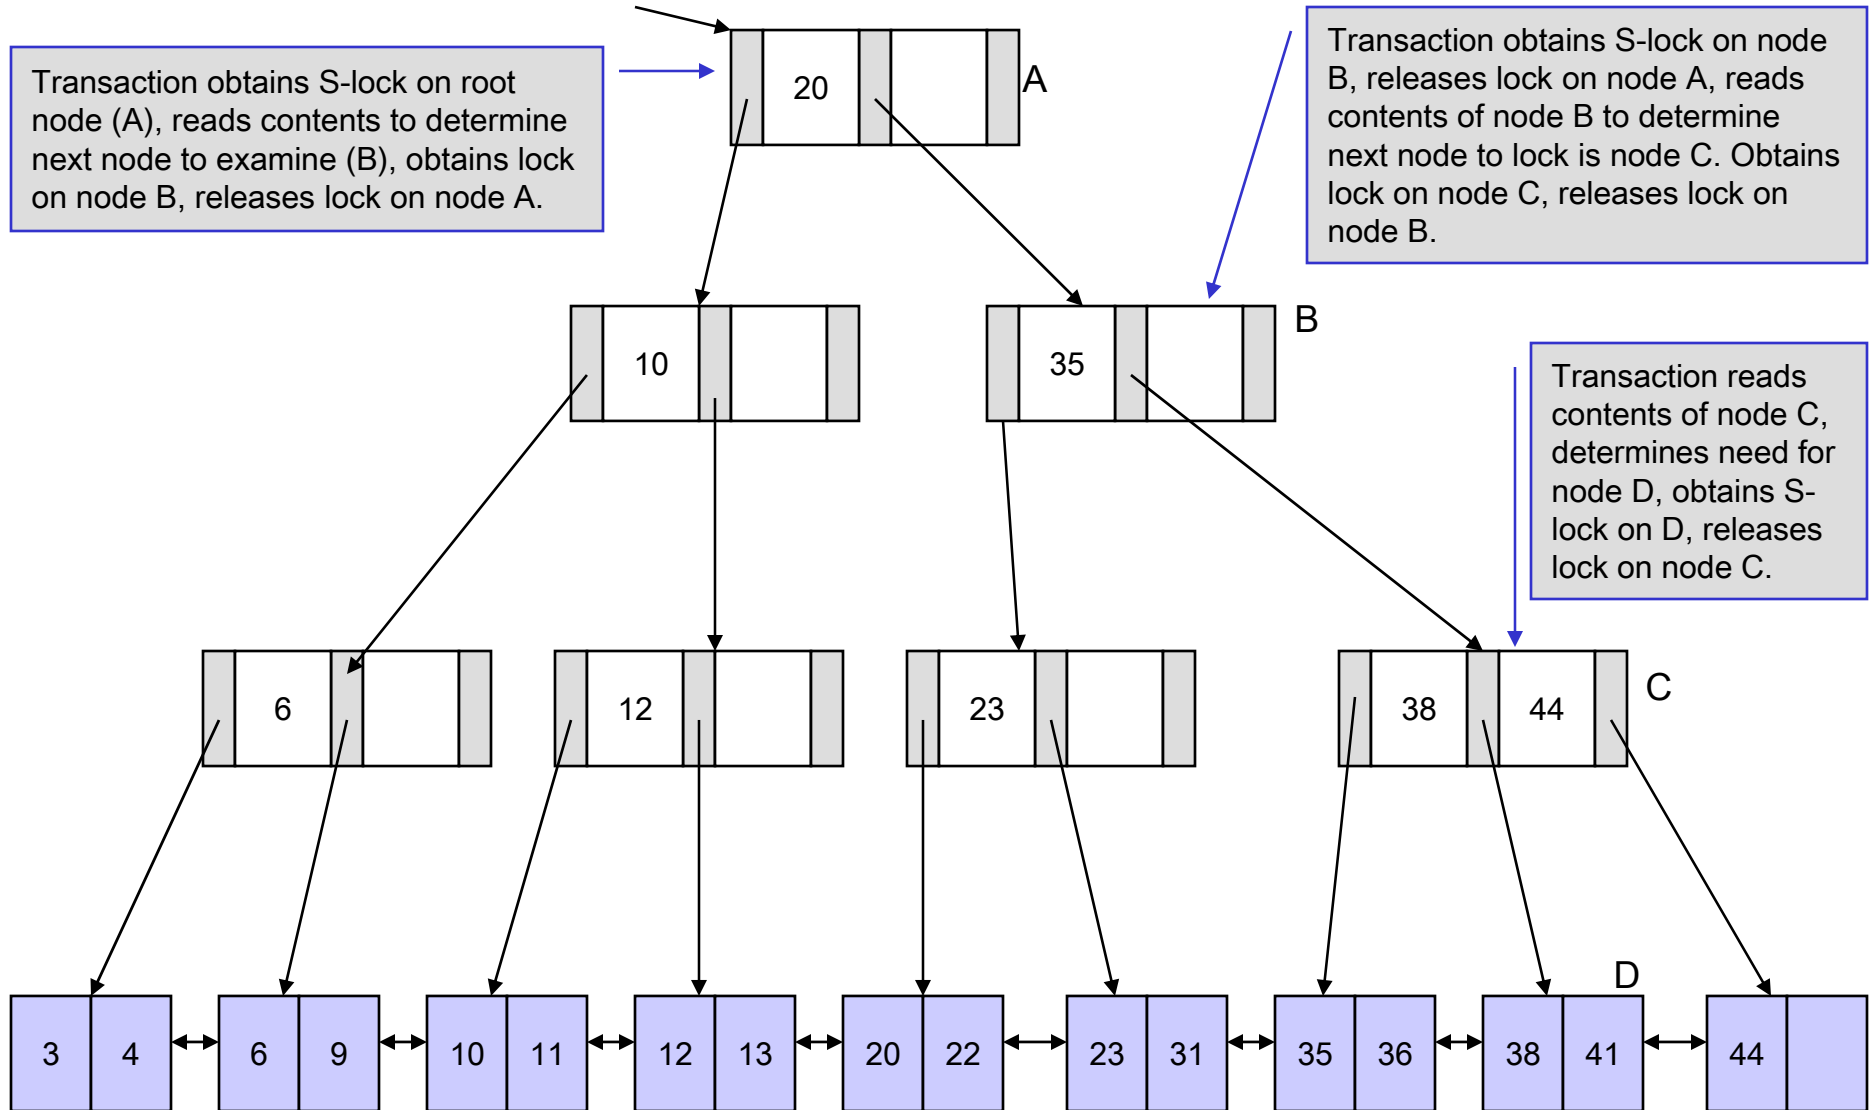 Transaction obtains S-lock on root
node (A), reads contents to determine
next node to examine (B), obtains lock
on node B, releases lock on node A.
20
A
Transaction obtains S-lock on node
B, releases lock on node A, reads
contents of node B to determine
next node to lock is node C. Obtains
lock on node C, releases lock on
node B.
10
35
B
Transaction reads
contents of node C,
determines need for
node D, obtains S-
lock on D, releases
lock on node C.
6
12
23
38 44
C
D
3 4
6 9
10 11
12 13
20 22
23 31
35 36
38 41
44